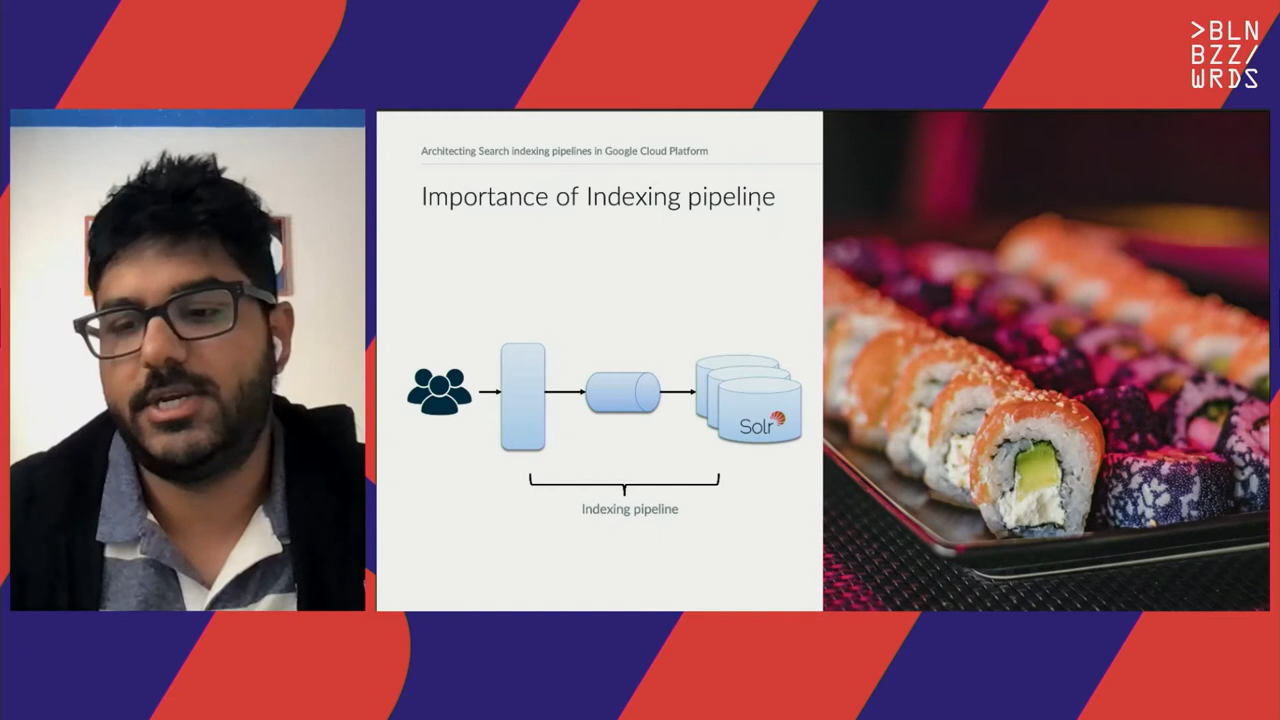 >BLN
BZZ/
WRDS
Architecting Search indexing pipelines in Google Cloud Platform
Importance of Indexing pipeline
Solr
Indexing pipeline